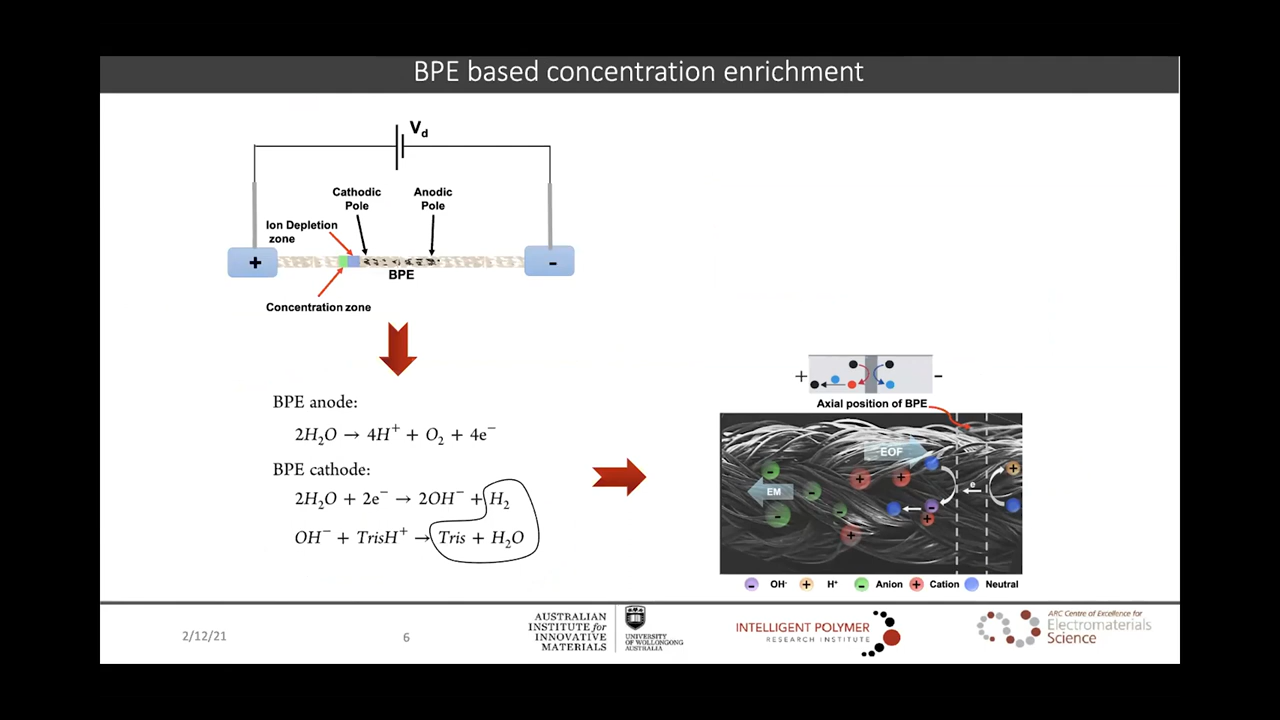 BPE based concentration enrichment
V_d
Cathodic
Pole
Anodic
Pole
Ion Depletion
zone
+
-
BPE
Concentration zone
BPE anode:
2H₂O → 4H⁺ + O₂ + 4e⁻
BPE cathode:
2H₂O + 2e⁻ → 2OH⁻ + H₂
OH⁻ + TrisH⁺ → Tris + H₂O
+
-
Axial position of BPE
EOF
EM
e
OH⁻
H⁺
Anion
Cation
Neutral
2/12/21
6
AUSTRALIAN
INSTITUTE for
INNOVATIVE
MATERIALS
UNIVERSITY
OF WOLLONGONG
AUSTRALIA
INTELLIGENT POLYMER
RESEARCH INSTITUTE
ARC Centre of Excellence for
Electromaterials
Science